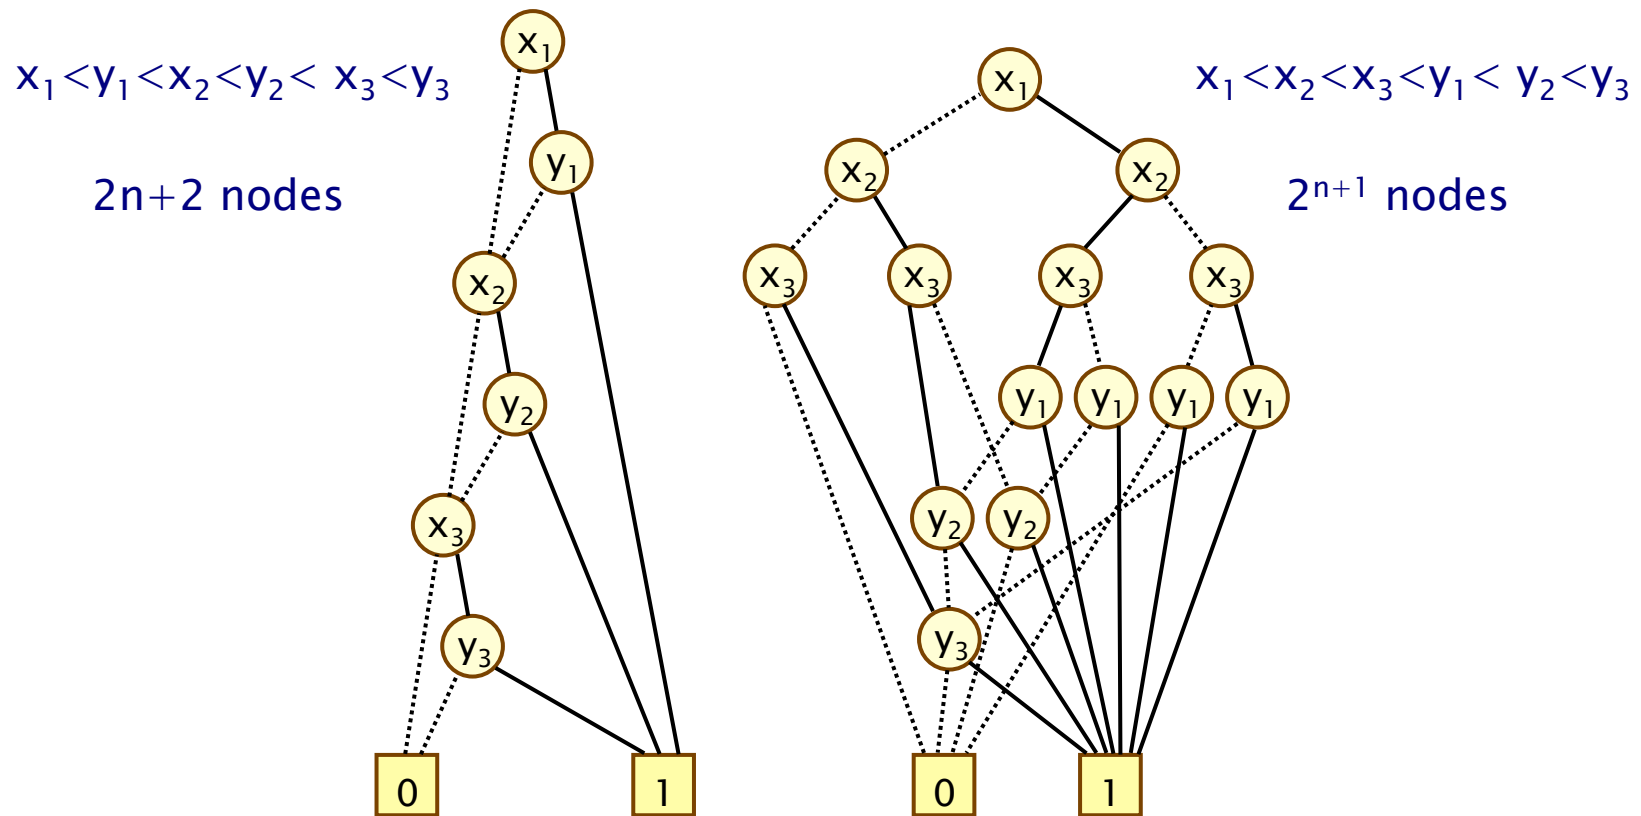 x₁<y₁<x₂<y₂< x₃<y₃
2n+2 nodes
x₁
y₁
x₂
y₂
x₃
y₃
0
1
x₁<x₂<x₃<y₁< y₂<y₃
2ⁿ⁺¹ nodes
x₁
x₂ x₂
x₃ x₃ x₃ x₃
y₁ y₁ y₁ y₁
y₂ y₂
y₃
0 1